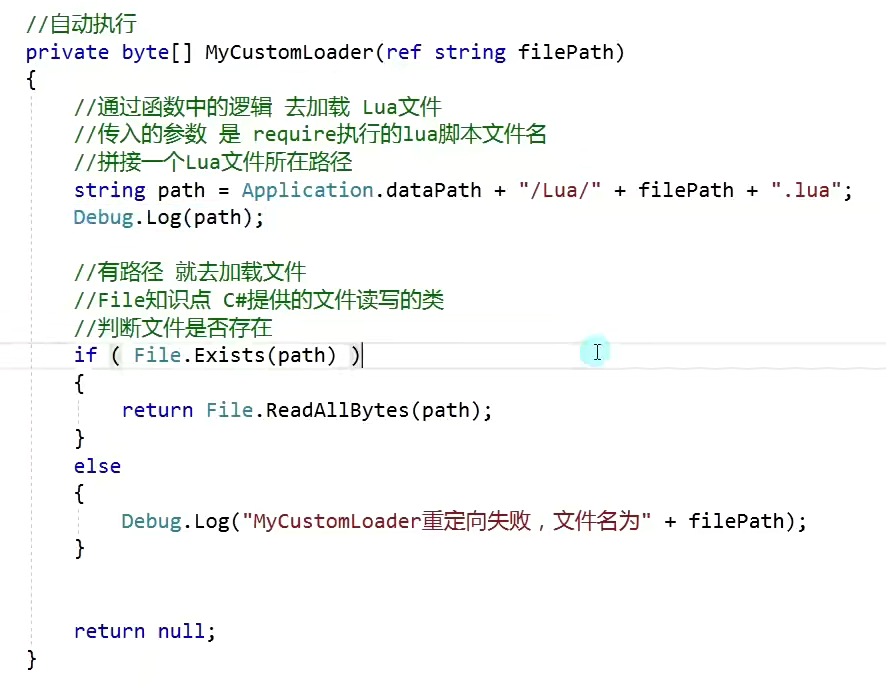 //自动执行
private byte[] MyCustomLoader(ref string filePath)
{
//通过函数中的逻辑 去加载 Lua文件
//传入的参数 是 require执行的lua脚本文件名
//拼接一个Lua文件所在路径
string path = Application.dataPath + "/Lua/" + filePath + ".lua";
Debug.Log(path);
//有路径 就去加载文件
//File知识点 C#提供的文件读写的类
//判断文件是否存在
if ( File.Exists(path) )
{
return File.ReadAllBytes(path);
}
else
{
Debug.Log("MyCustomLoader重定向失败，文件名为" + filePath);
}
return null;
}